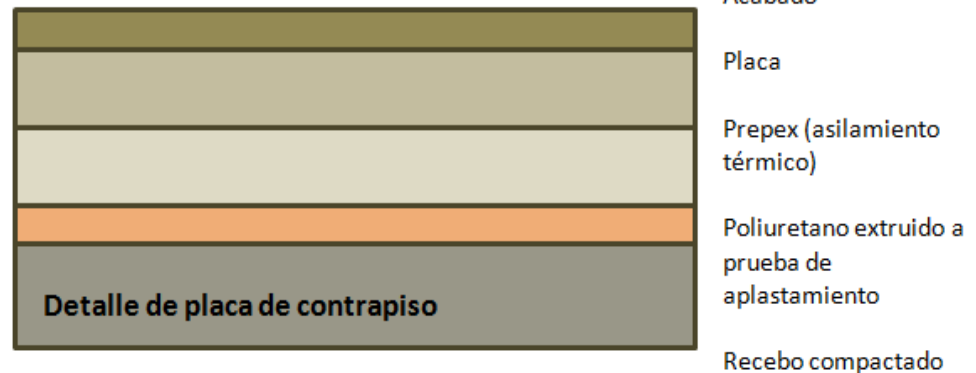 Acabado
Placa
Prepex (asilamiento
térmico)
Poliuretano extruido a
prueba de
aplastamiento
Detalle de placa de contrapiso
Recebo compactado